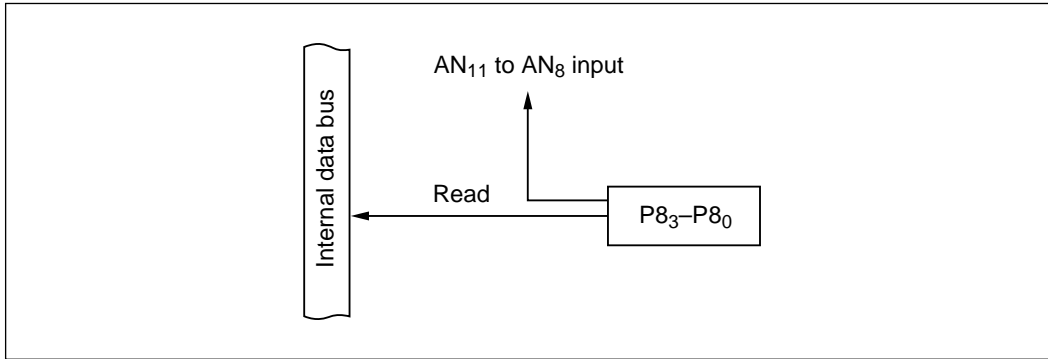 Internal data bus
AN₁₁ to AN₈ input
Read
P8₃–P8₀